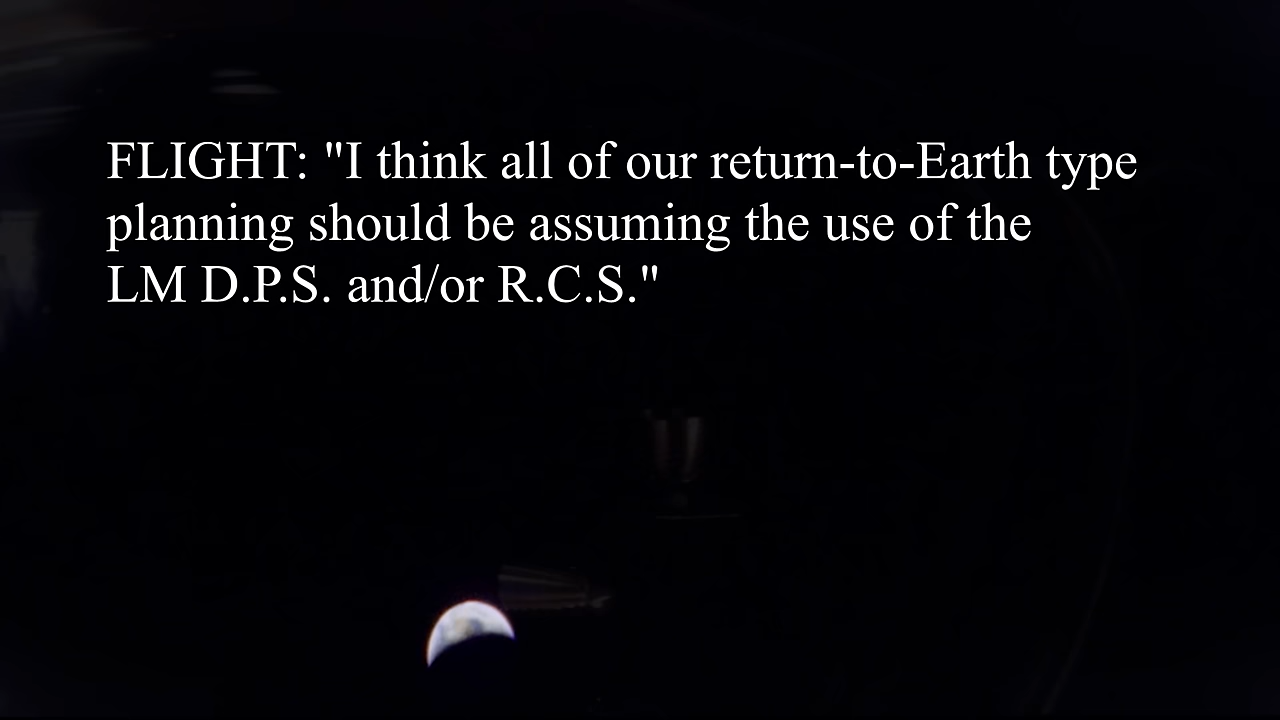 FLIGHT: "I think all of our return-to-Earth type
planning should be assuming the use of the
LM D.P.S. and/or R.C.S."